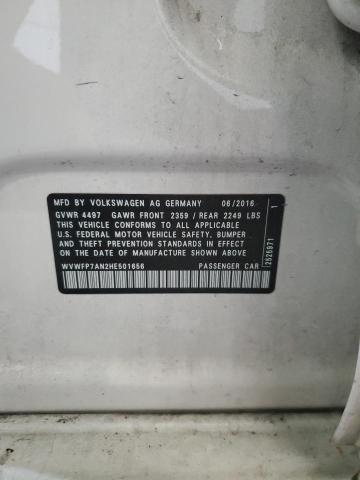 MFD BY VOLKSWAGEN AG GERMANY 06/2016
GVWR 4497 GAWR FRONT 2359 / REAR 2249 LBS
THIS VEHICLE CONFORMS TO ALL APPLICABLE
U.S. FEDERAL MOTOR VEHICLE SAFETY, BUMPER
AND THEFT PREVENTION STANDARDS IN EFFECT
ON THE DATE OF MANUFACTURE SHOWN ABOVE.
WVWFP7AN2HE501656 PASSENGER CAR
2525971 1